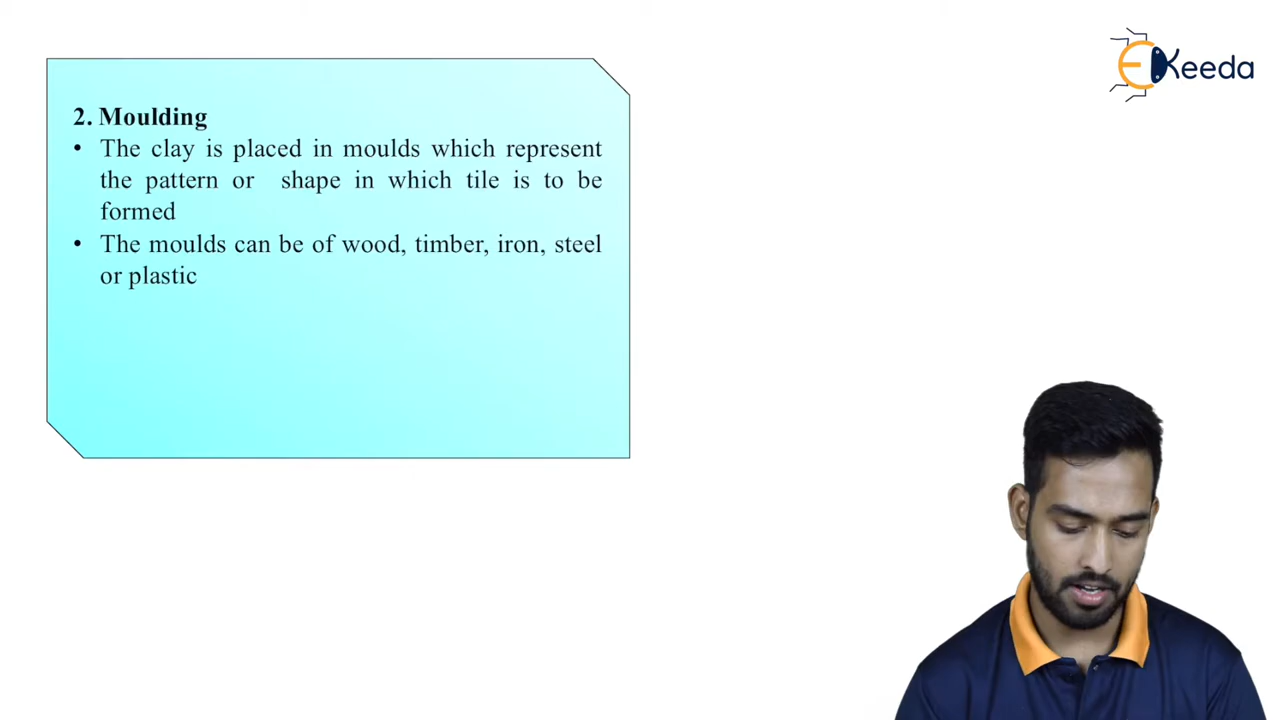 EKeeda
2. Moulding
• The clay is placed in moulds which represent
the pattern or shape in which tile is to be
formed
• The moulds can be of wood, timber, iron, steel
or plastic